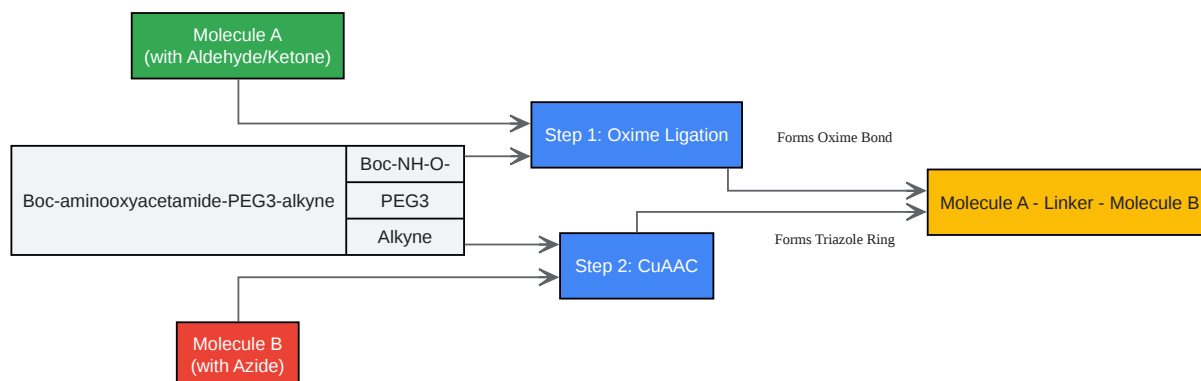 Molecule A
(with Aldehyde/Ketone)
Step 1: Oxime Ligation
Forms Oxime Bond
Boc-aminooxyacetamide-PEG3-alkyne
Boc-NH-O-
PEG3
Alkyne
Molecule A - Linker - Molecule B
Forms Triazole Ring
Step 2: CuAAC
Molecule B
(with Azide)